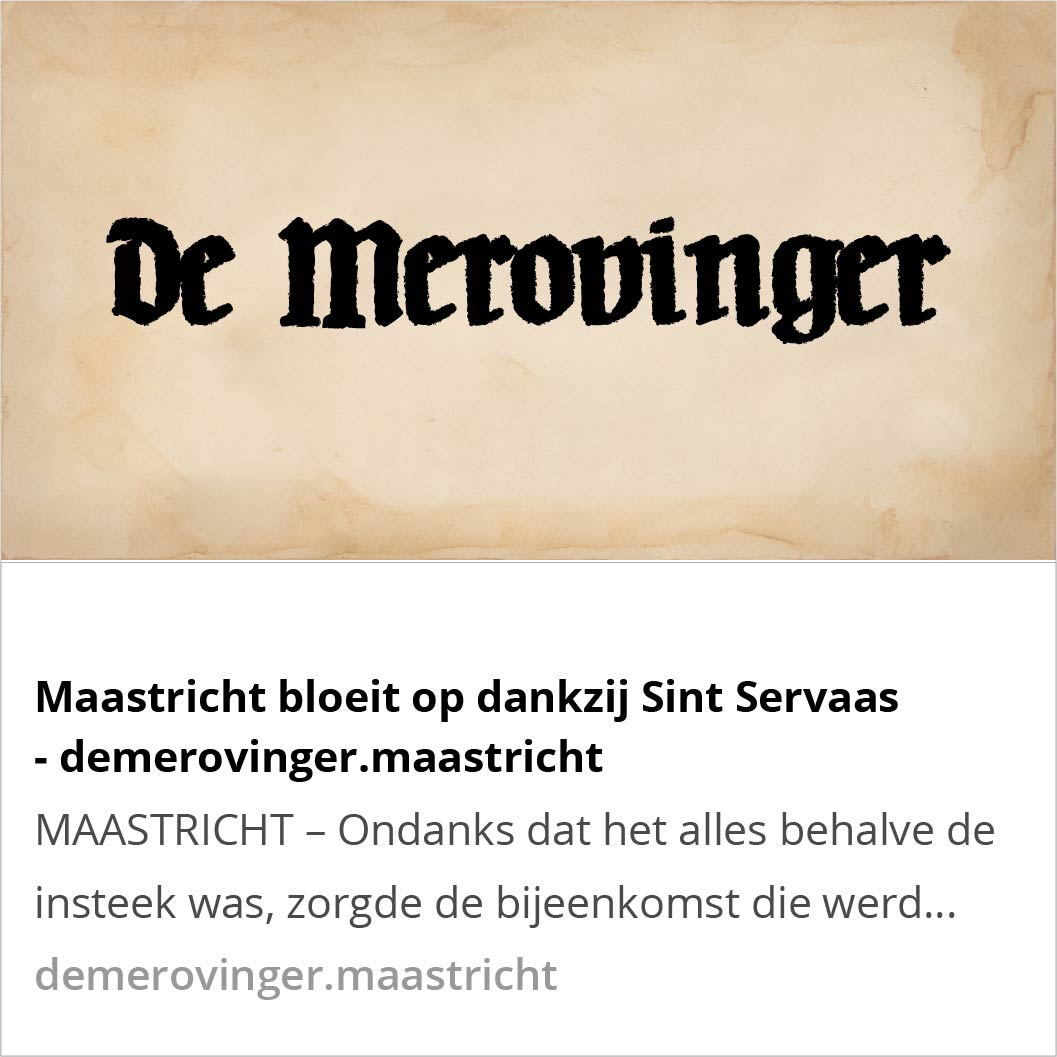 De Merovinger
Maastricht bloeit op dankzij Sint Servaas
- demerovinger.maastricht
MAASTRICHT – Ondanks dat het alles behalve de
insteek was, zorgde de bijeenkomst die werd...
demerovinger.maastricht